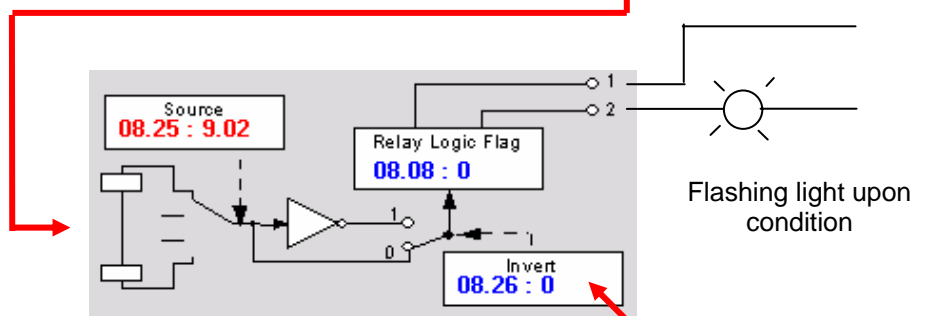 Source
08.25 : 9.02
1
2
Relay Logic Flag
08.08 : 0
1
0
1
Invert
08.26 : 0
Flashing light upon
condition